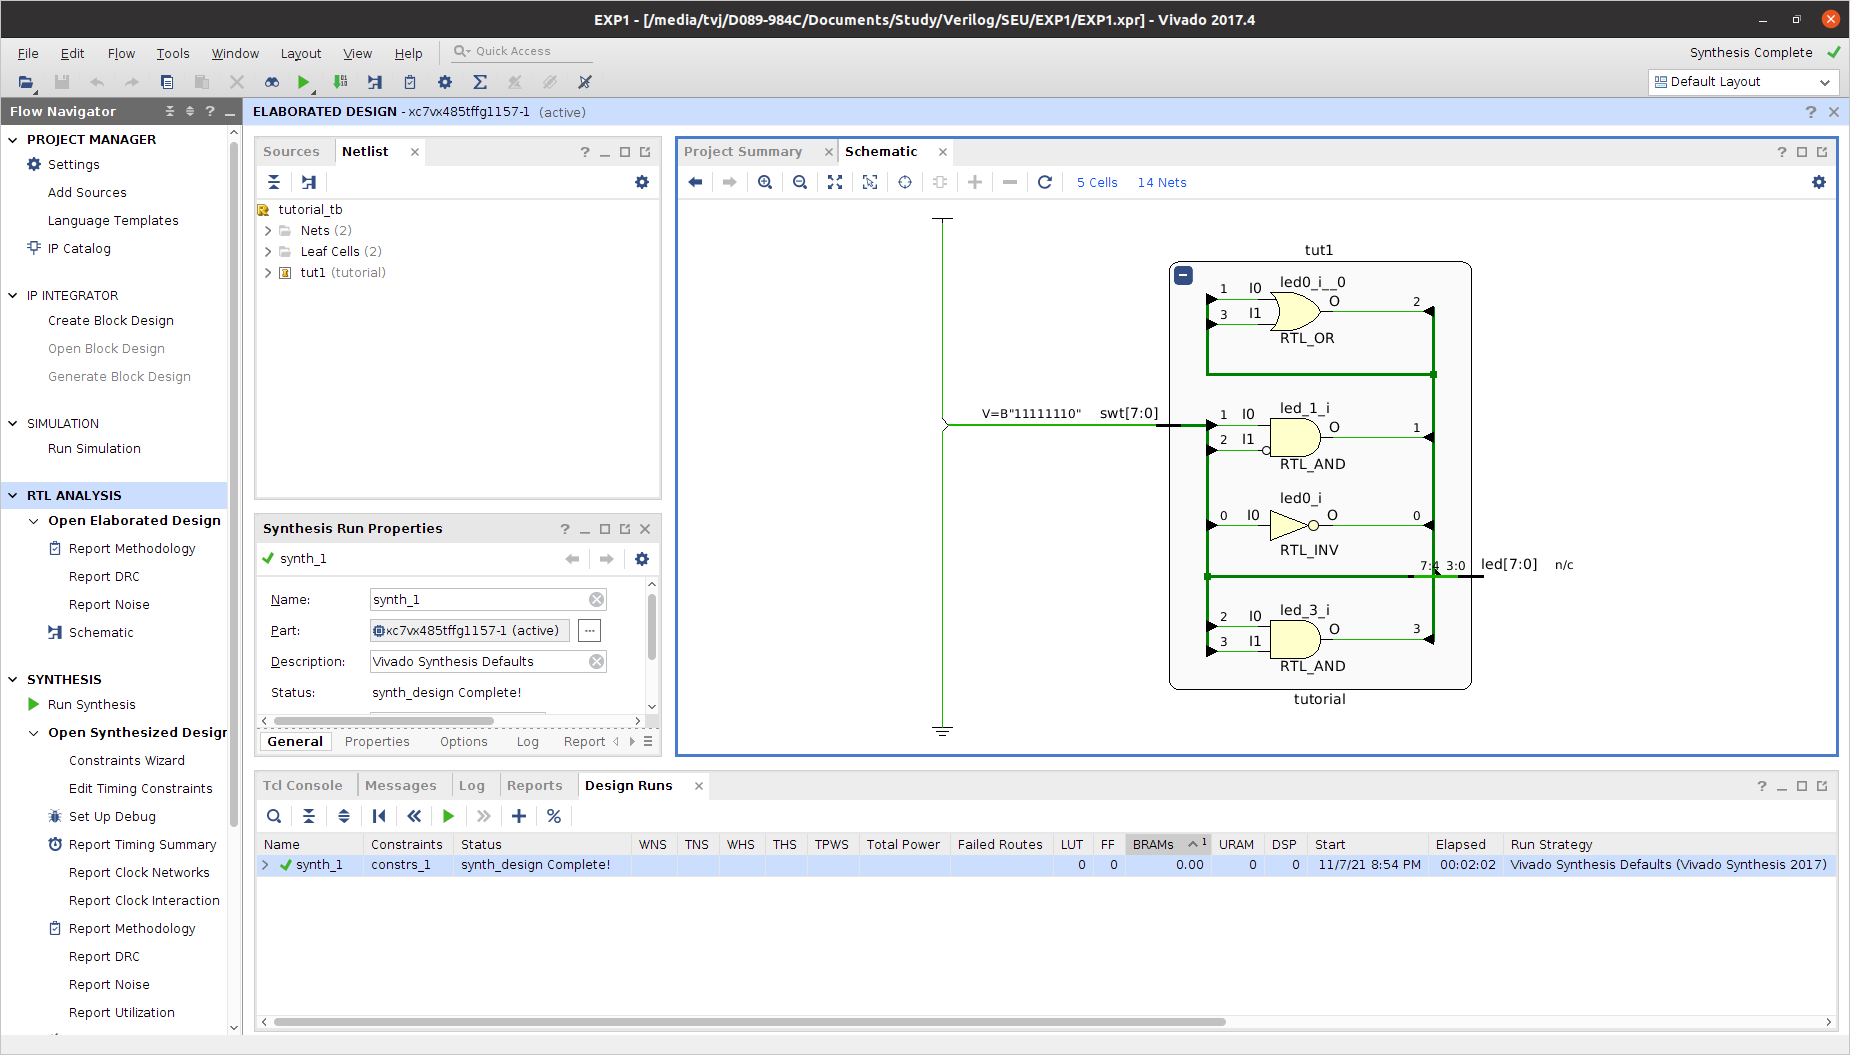 EXP1 - [/media/tvj/D089-984C/Documents/Study/Verilog/SEU/EXP1/EXP1.xpr] - Vivado 2017.4
File Edit Flow Tools Window Layout View Help Quick Access
Synthesis Complete
Default Layout
Flow Navigator
PROJECT MANAGER
Settings
Add Sources
Language Templates
IP Catalog
IP INTEGRATOR
Create Block Design
Open Block Design
Generate Block Design
SIMULATION
Run Simulation
RTL ANALYSIS
Open Elaborated Design
Report Methodology
Report DRC
Report Noise
Schematic
SYNTHESIS
Run Synthesis
Open Synthesized Design
Constraints Wizard
Edit Timing Constraints
Set Up Debug
Report Timing Summary
Report Clock Networks
Report Clock Interaction
Report Methodology
Report DRC
Report Noise
Report Utilization
ELABORATED DESIGN - xc7vx485tffg1157-1 (active)
Sources Netlist
tutorial_tb
Nets (2)
Leaf Cells (2)
tut1 (tutorial)
Synthesis Run Properties
synth_1
Name: synth_1
Part: xc7vx485tffg1157-1 (active)
Description: Vivado Synthesis Defaults
Status: synth_design Complete!
General Properties Options Log Report
Project Summary Schematic
5 Cells 14 Nets
tut1
led0_i__0
1 I0 O 2
3 I1
RTL_OR
V=B"11111110" swt[7:0]
led_1_i
1 I0 O 1
2 I1
RTL_AND
led0_i
0 I0 O 0
RTL_INV
7:4 3:0 led[7:0] n/c
led_3_i
2 I0 O 3
3 I1
RTL_AND
tutorial
Tcl Console Messages Log Reports Design Runs
Name Constraints Status WNS TNS WHS THS TPWS Total Power Failed Routes LUT FF BRAMs 1 URAM DSP Start Elapsed Run Strategy
synth_1 constrs_1 synth_design Complete! 0 0 0.00 0 0 11/7/21 8:54 PM 00:02:02 Vivado Synthesis Defaults (Vivado Synthesis 2017)